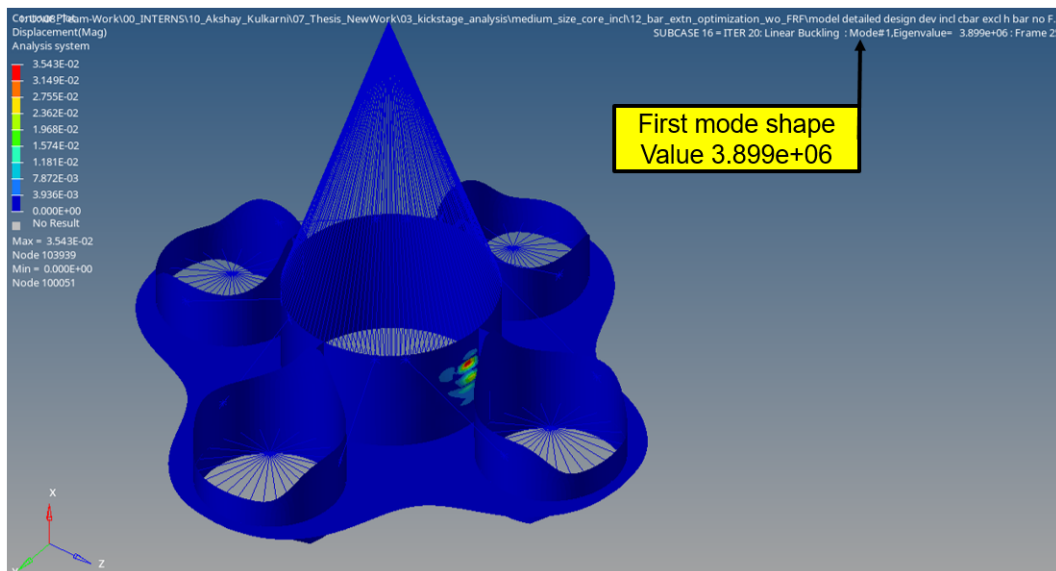 Contour Plot
Displacement(Mag)
Analysis system
Team-Work\00_INTERNS\10_Akshay_Kulkarni\07_Thesis_NewWork\03_kickstage_analysis\medium_size_core_incl\12_bar_extn_optimization_wo_FRF\model detailed design dev incl cbar excl h bar no F.
SUBCASE 16 = ITER 20: Linear Buckling : Mode#1,Eigenvalue= 3.899e+06 : Frame 25
3.543E-02
3.149E-02
2.755E-02
2.362E-02
1.968E-02
1.574E-02
1.181E-02
7.872E-03
3.936E-03
0.000E+00
No Result
Max = 3.543E-02
Node 103939
Min = 0.000E+00
Node 100051
First mode shape
Value 3.899e+06
X
Z
Y